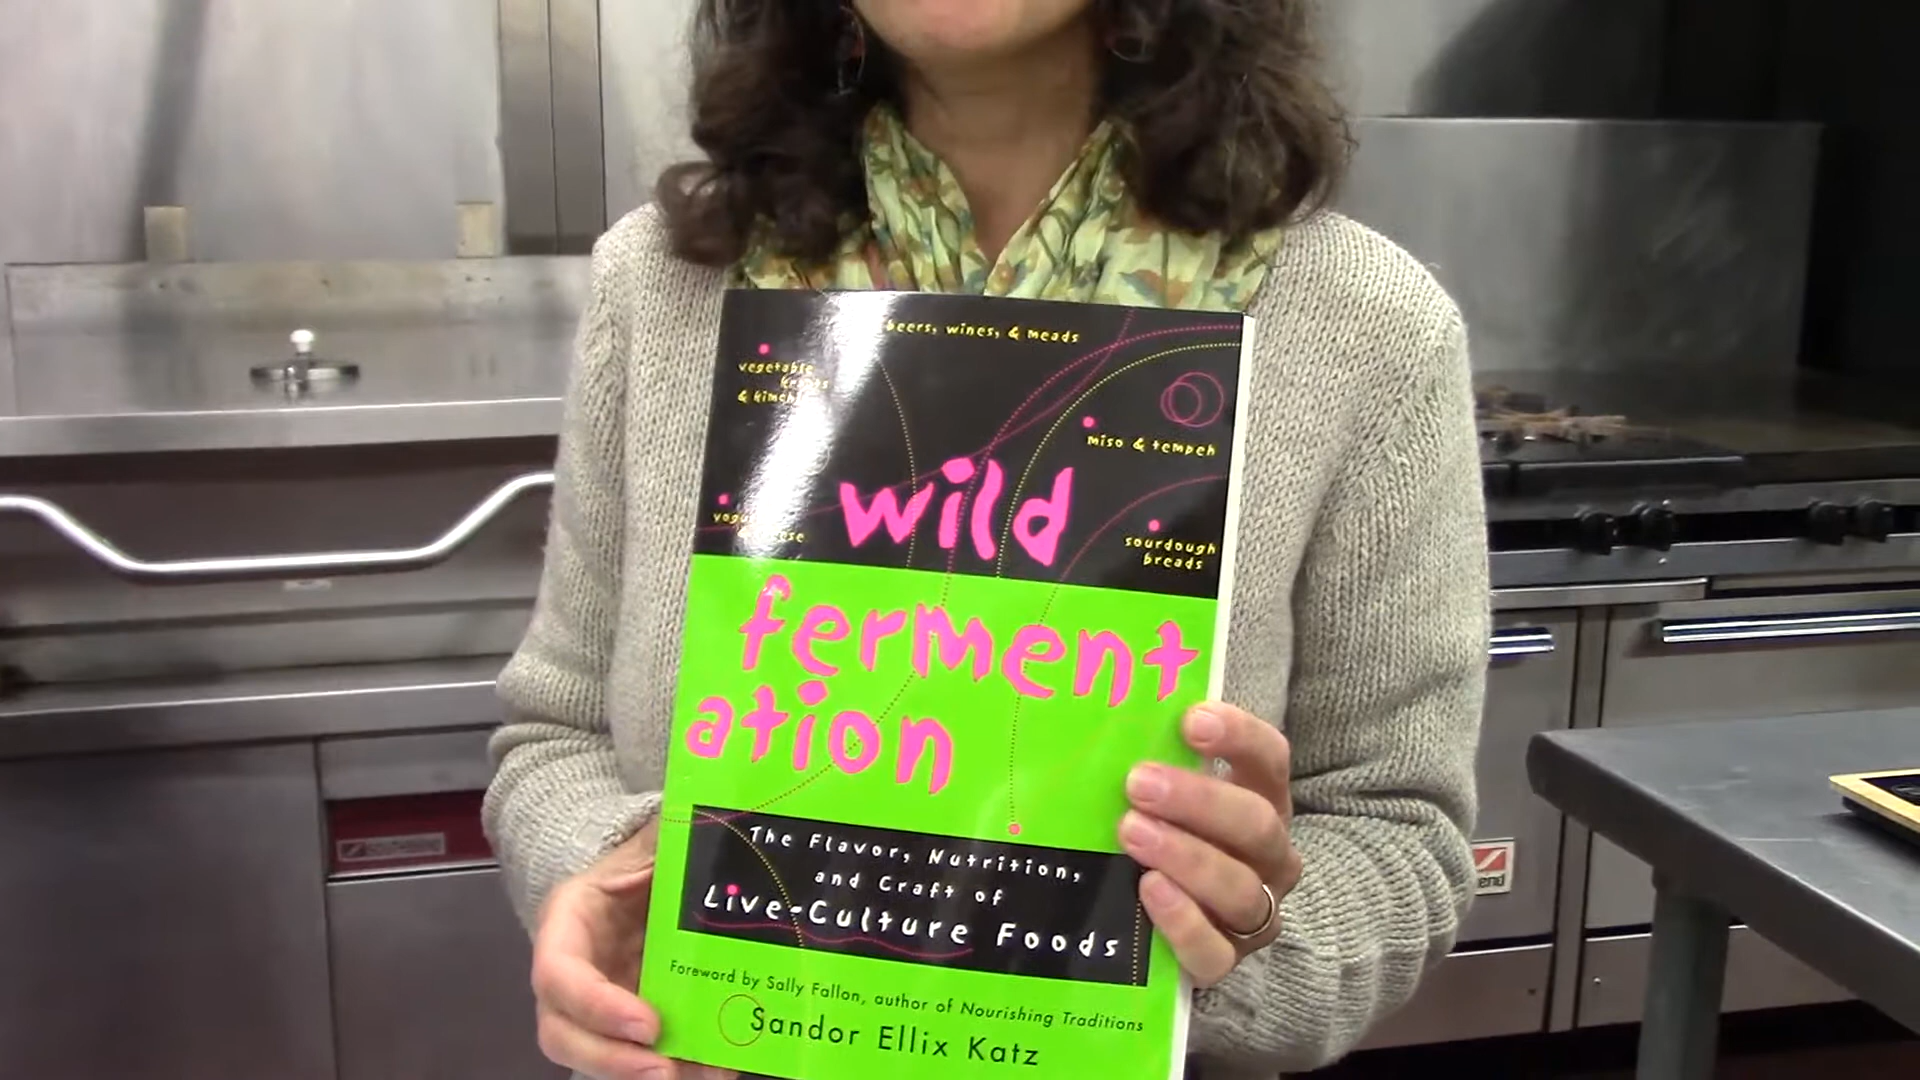 beers, wines, & meads
vegetable
& kimchi
miso & tempeh
wild
sourdough
breads
ferment
ation
The Flavor, Nutrition,
and Craft of
Live-Culture Foods
Foreword by Sally Fallon, author of Nourishing Traditions
Sandor Ellix Katz